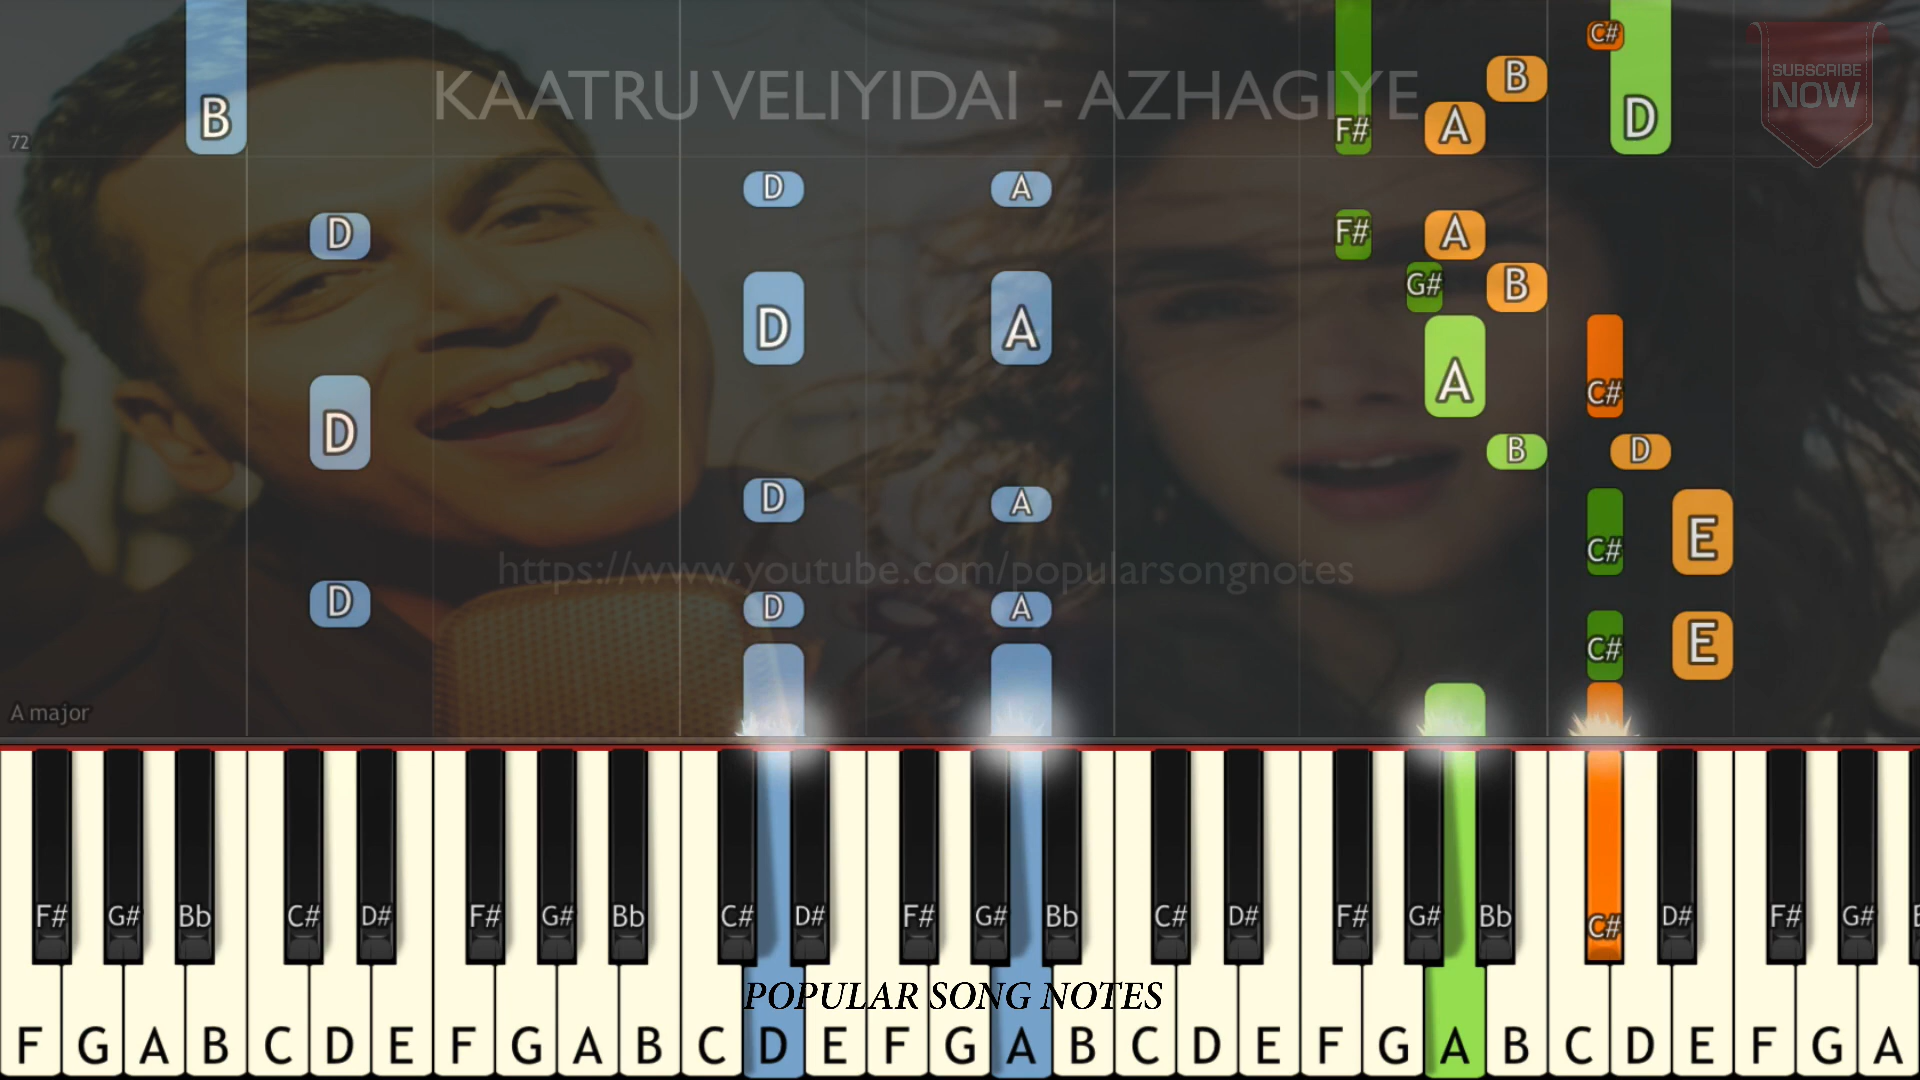 KAATRU VELIYIDAI - AZHAGIYE
SUBSCRIBE
NOW
C#
B
B
A
F#
D
72
D
A
D
F#
A
G#
B
D
A
A
C#
D
B
D
D
A
C#
E
https://www.youtube.com/popularsongnotes
D
D
A
C#
E
A major
F# G# Bb C# D# F# G# Bb C# D# F# G# Bb C# D# F# G# Bb C# D# F# G#
POPULAR SONG NOTES
F G A B C D E F G A B C D E F G A B C D E F G A B C D E F G A